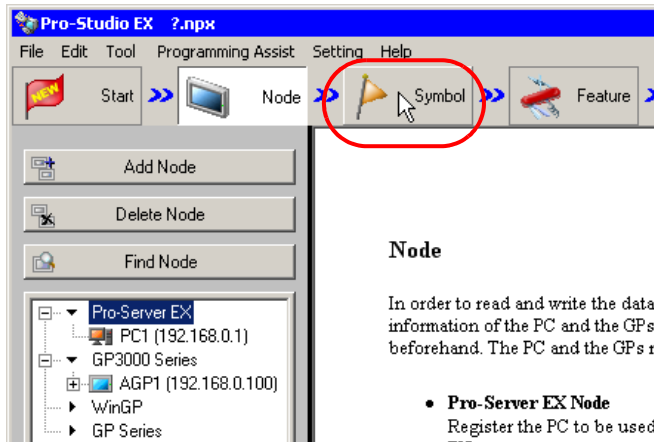 Pro-Studio EX ?.npx
File Edit Tool Programming Assist Setting Help
NEW Start Node Symbol Feature
Add Node
Delete Node
Find Node
Pro-Server EX
PC1 (192.168.0.1)
GP3000 Series
AGP1 (192.168.0.100)
WinGP
GP Series
Node
In order to read and write the data
information of the PC and the GPs
beforehand. The PC and the GPs
• Pro-Server EX Node
Register the PC to be used